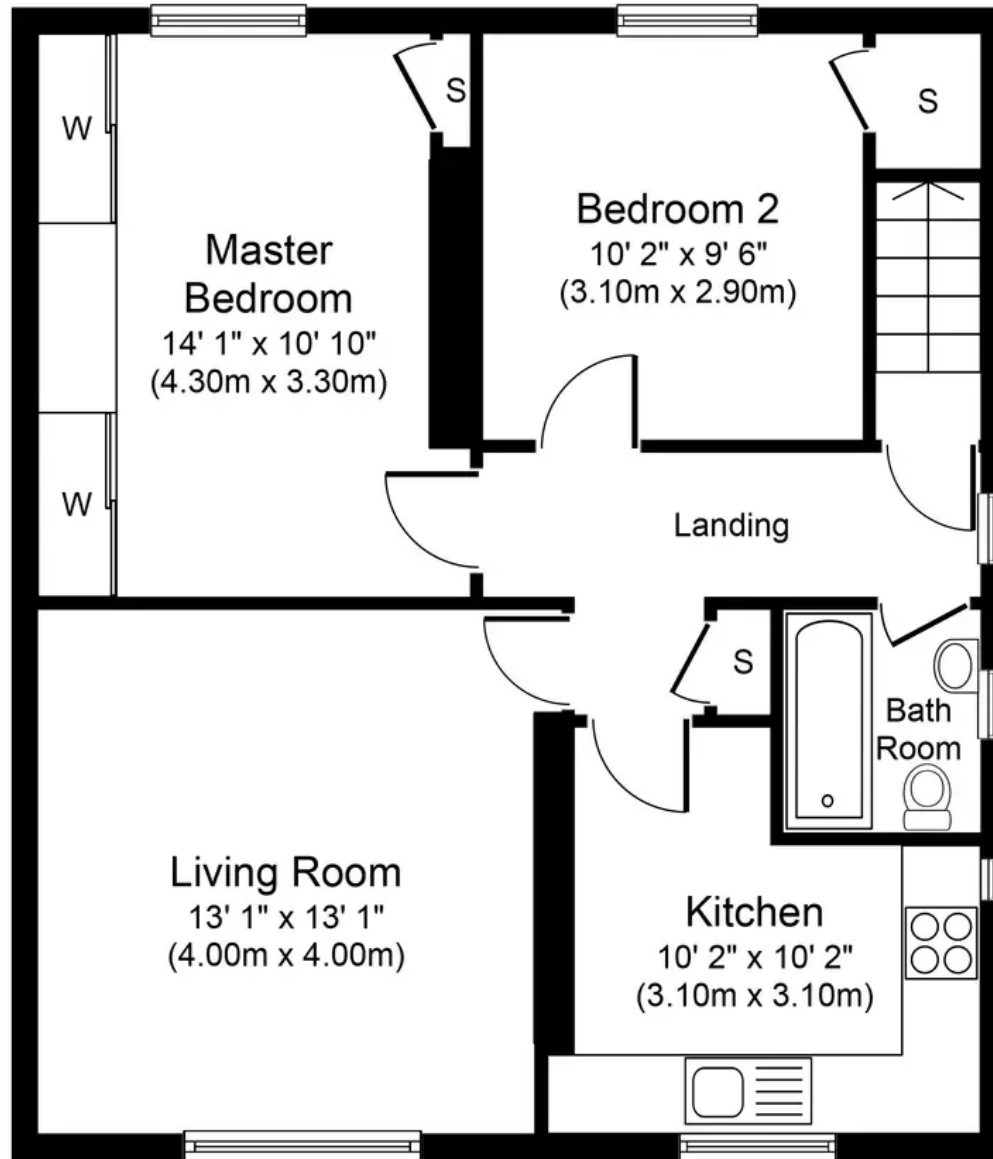 W
S
S
Master
Bedroom
14' 1" x 10' 10"
(4.30m x 3.30m)
Bedroom 2
10' 2" x 9' 6"
(3.10m x 2.90m)
W
Landing
S
Bath
Room
Living Room
13' 1" x 13' 1"
(4.00m x 4.00m)
Kitchen
10' 2" x 10' 2"
(3.10m x 3.10m)